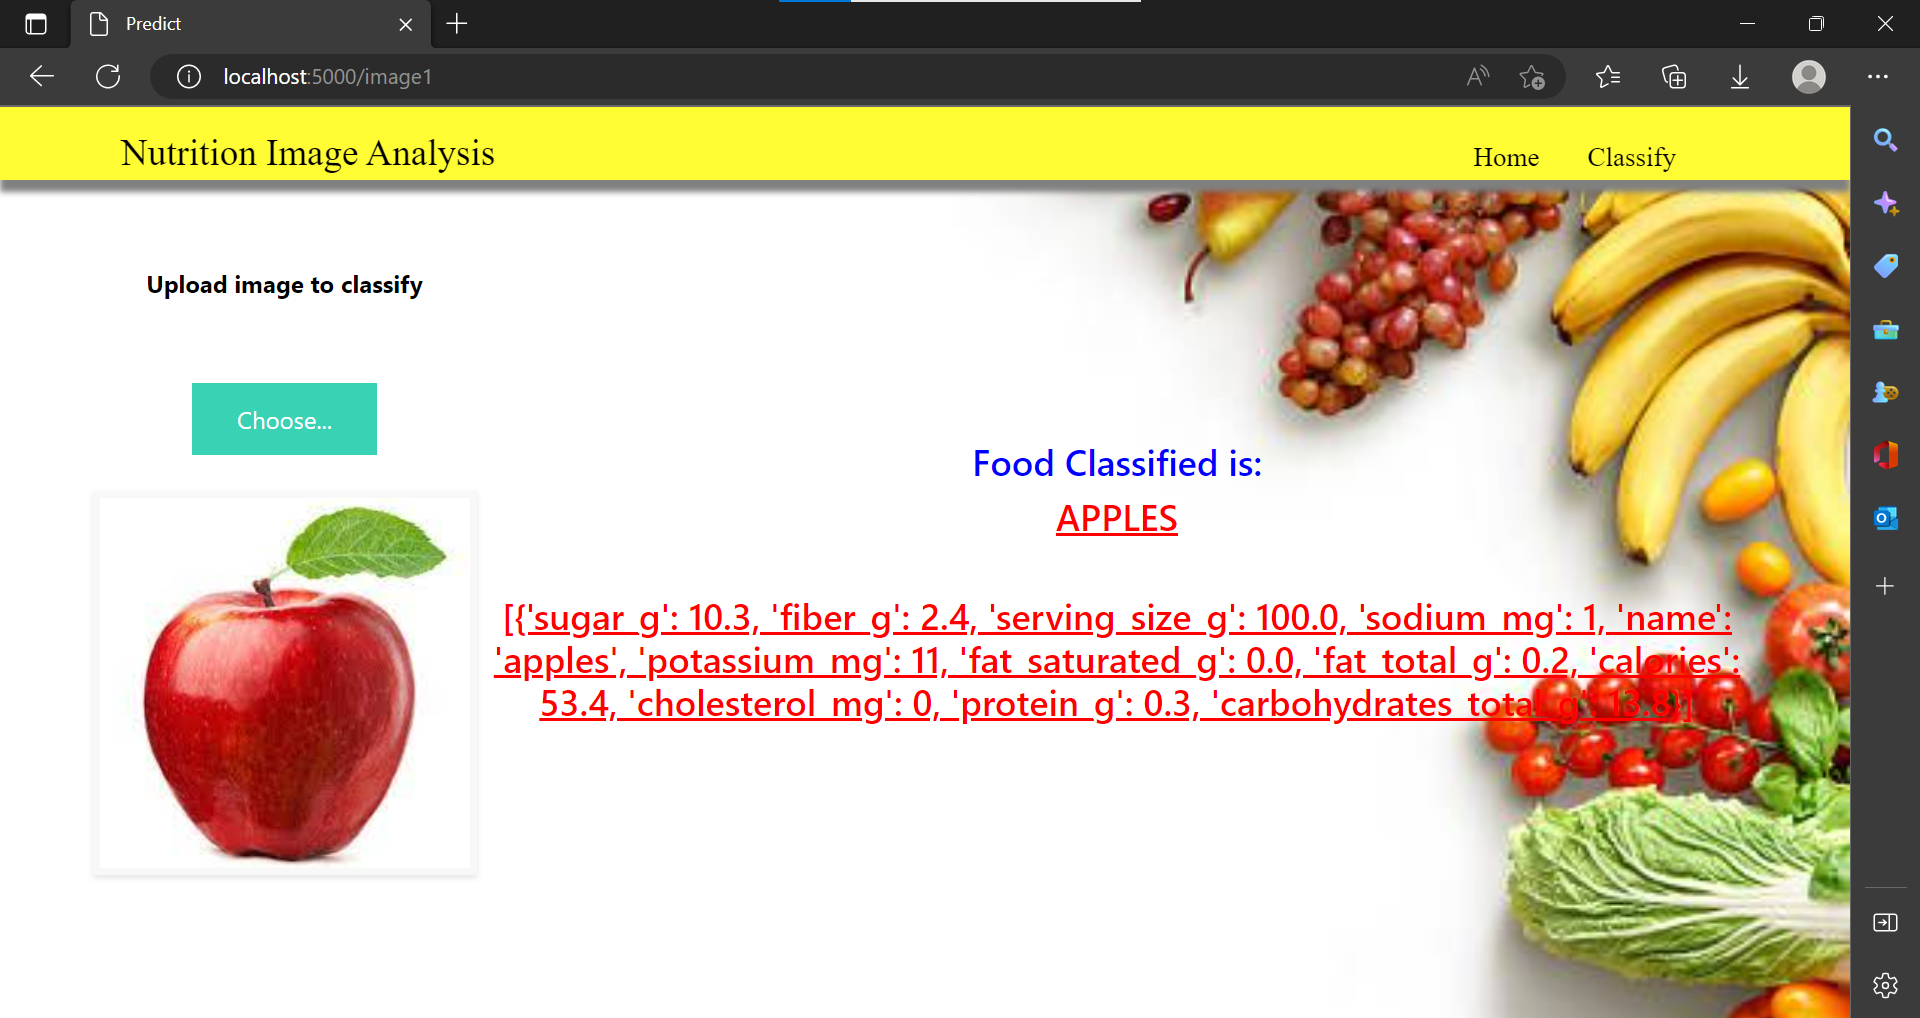 Predict
localhost:5000/image1
Nutrition Image Analysis
Home
Classify
Upload image to classify
Choose...
Food Classified is:
APPLES
[{'sugar_g': 10.3, 'fiber_g': 2.4, 'serving_size_g': 100.0, 'sodium_mg': 1, 'name':
'apples', 'potassium_mg': 11, 'fat_saturated_g': 0.0, 'fat_total_g': 0.2, 'calories':
53.4, 'cholesterol_mg': 0, 'protein_g': 0.3, 'carbohydrates_total_g': 13.8}]